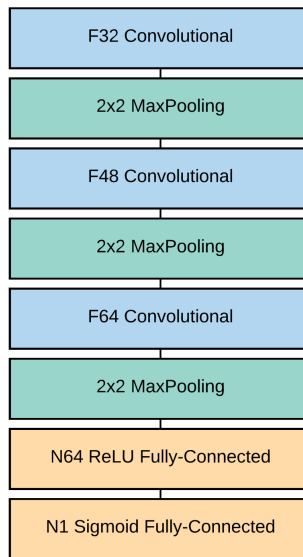 F32 Convolutional
2x2 MaxPooling
F48 Convolutional
2x2 MaxPooling
F64 Convolutional
2x2 MaxPooling
N64 ReLU Fully-Connected
N1 Sigmoid Fully-Connected